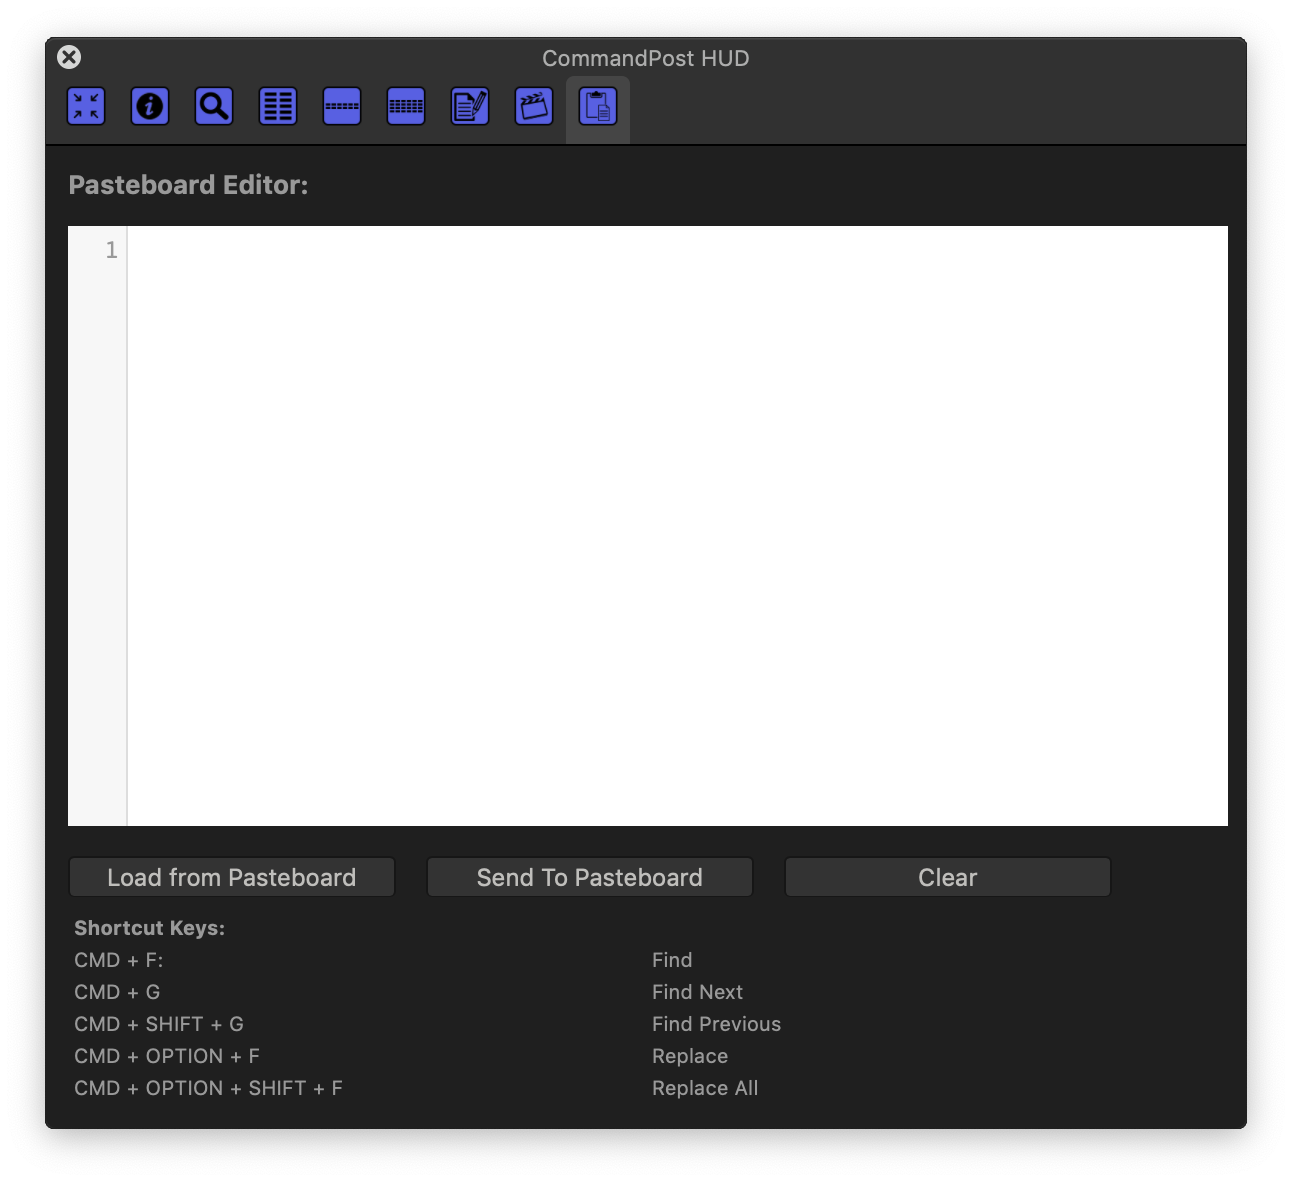 CommandPost HUD
Pasteboard Editor:
1
Load from Pasteboard
Send To Pasteboard
Clear
Shortcut Keys:
CMD + F: Find
CMD + G Find Next
CMD + SHIFT + G Find Previous
CMD + OPTION + F Replace
CMD + OPTION + SHIFT + F Replace All